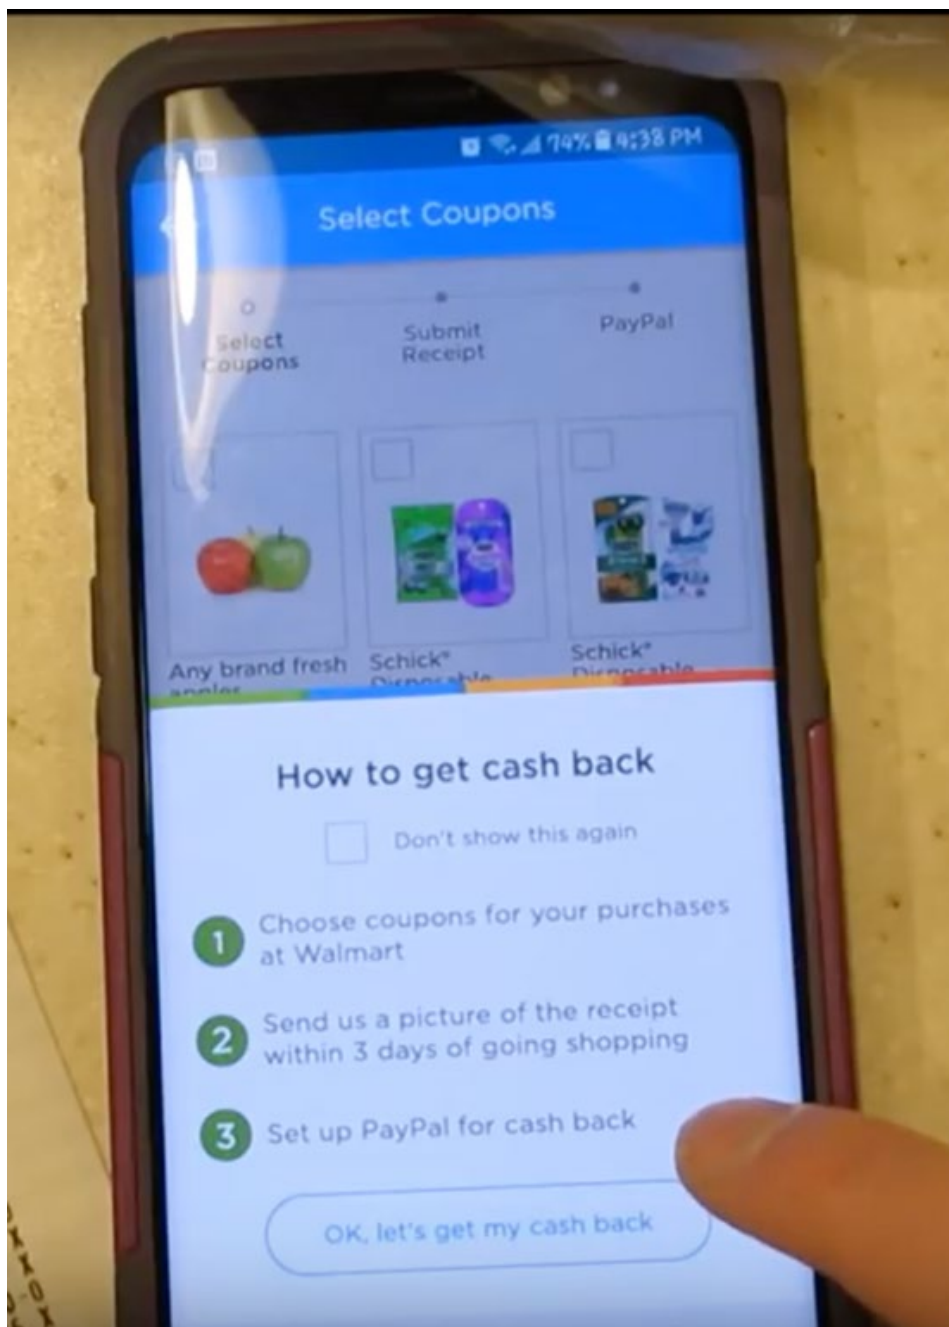 74% 4:38 PM
Select Coupons
Select
Coupons
Submit
Receipt
PayPal
Any brand fresh
apples
Schick®
Disposable
Schick®
Disposable
How to get cash back
Don't show this again
1 Choose coupons for your purchases
at Walmart
2 Send us a picture of the receipt
within 3 days of going shopping
3 Set up PayPal for cash back
OK, let's get my cash back